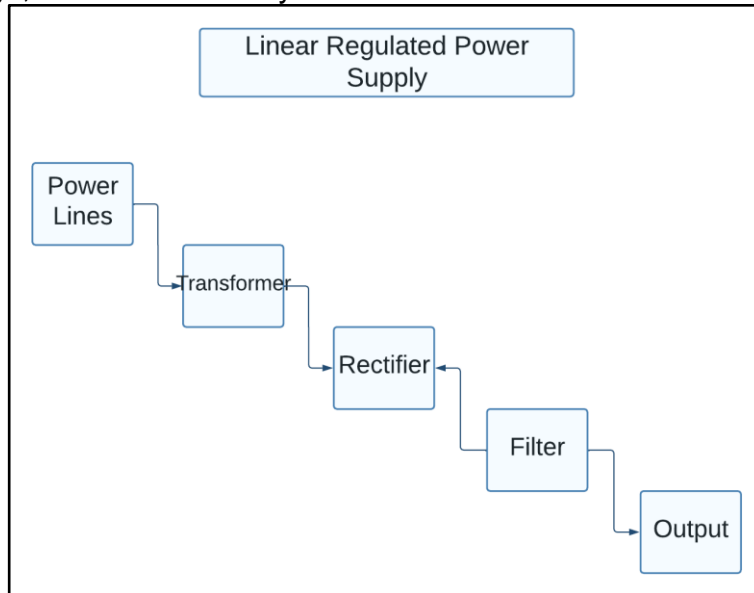 Linear Regulated Power
Supply
Power
Lines
Transformer
Rectifier
Filter
Output